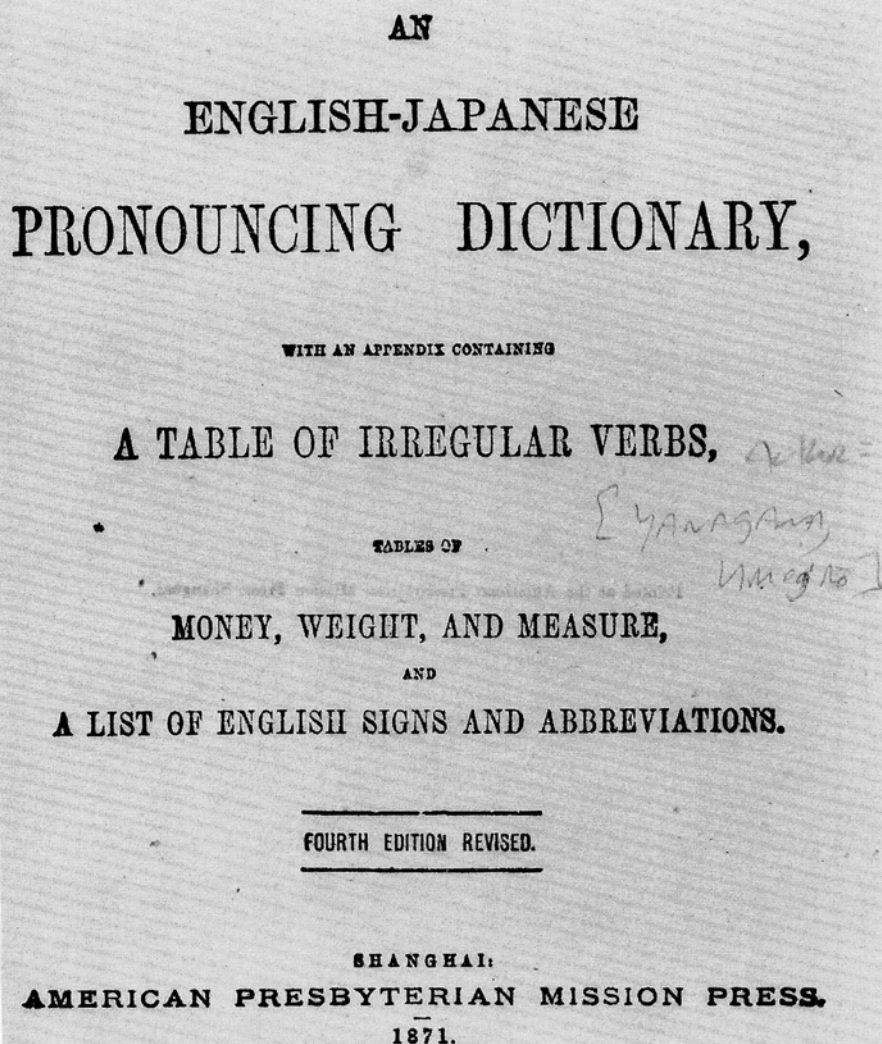 AN
ENGLISH-JAPANESE
PRONOUNCING DICTIONARY,
WITH AN APPENDIX CONTAINING
A TABLE OF IRREGULAR VERBS,
TABLES OF
MONEY, WEIGHT, AND MEASURE,
AND
A LIST OF ENGLISH SIGNS AND ABBREVIATIONS.
FOURTH EDITION REVISED.
SHANGHAI:
AMERICAN PRESBYTERIAN MISSION PRESS.
1871.